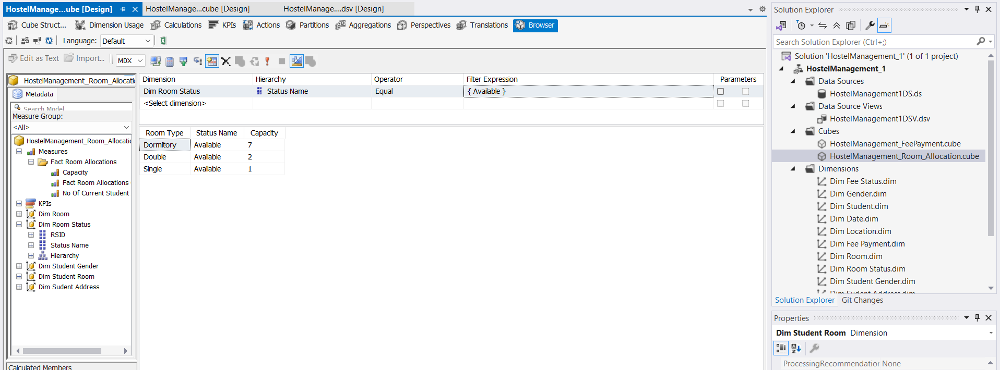 HostelManage...ube [Design]
HostelManage...cube [Design]
HostelManage....dsv [Design]
Cube Struct...
Dimension Usage
Calculations
KPIs
Actions
Partitions
Aggregations
Perspectives
Translations
Browser
Language:
Default
Edit as Text
Import...
MDX
HostelManagement_Room_Allocati
Metadata
Search Model
Measure Group:
<All>
HostelManagement_Room_Allocati
Measures
Fact Room Allocations
Capacity
Fact Room Allocations
No Of Current Student
KPIs
Dim Room
Dim Room Status
RSID
Status Name
Hierarchy
Dim Student Gender
Dim Student Room
Dim Sudent Address
Calculated Members
Dimension Hierarchy Operator Filter Expression Parameters
Dim Room Status Status Name Equal { Available }
<Select dimension>
Room Type Status Name Capacity
Dormitory Available 7
Double Available 2
Single Available 1
Solution Explorer
Search Solution Explorer (Ctrl+;)
Solution 'HostelManagement_1' (1 of 1 project)
HostelManagement_1
Data Sources
HostelManagement1DS.ds
Data Source Views
HostelManagement1DSV.dsv
Cubes
HostelManagement_FeePayment.cube
HostelManagement_Room_Allocation.cube
Dimensions
Dim Fee Status.dim
Dim Gender.dim
Dim Student.dim
Dim Date.dim
Dim Location.dim
Dim Fee Payment.dim
Dim Room.dim
Dim Room Status.dim
Dim Student Gender.dim
Dim Sudent Address.dim
Solution Explorer Git Changes
Properties
Dim Student Room Dimension
ProcessingRecommendation None